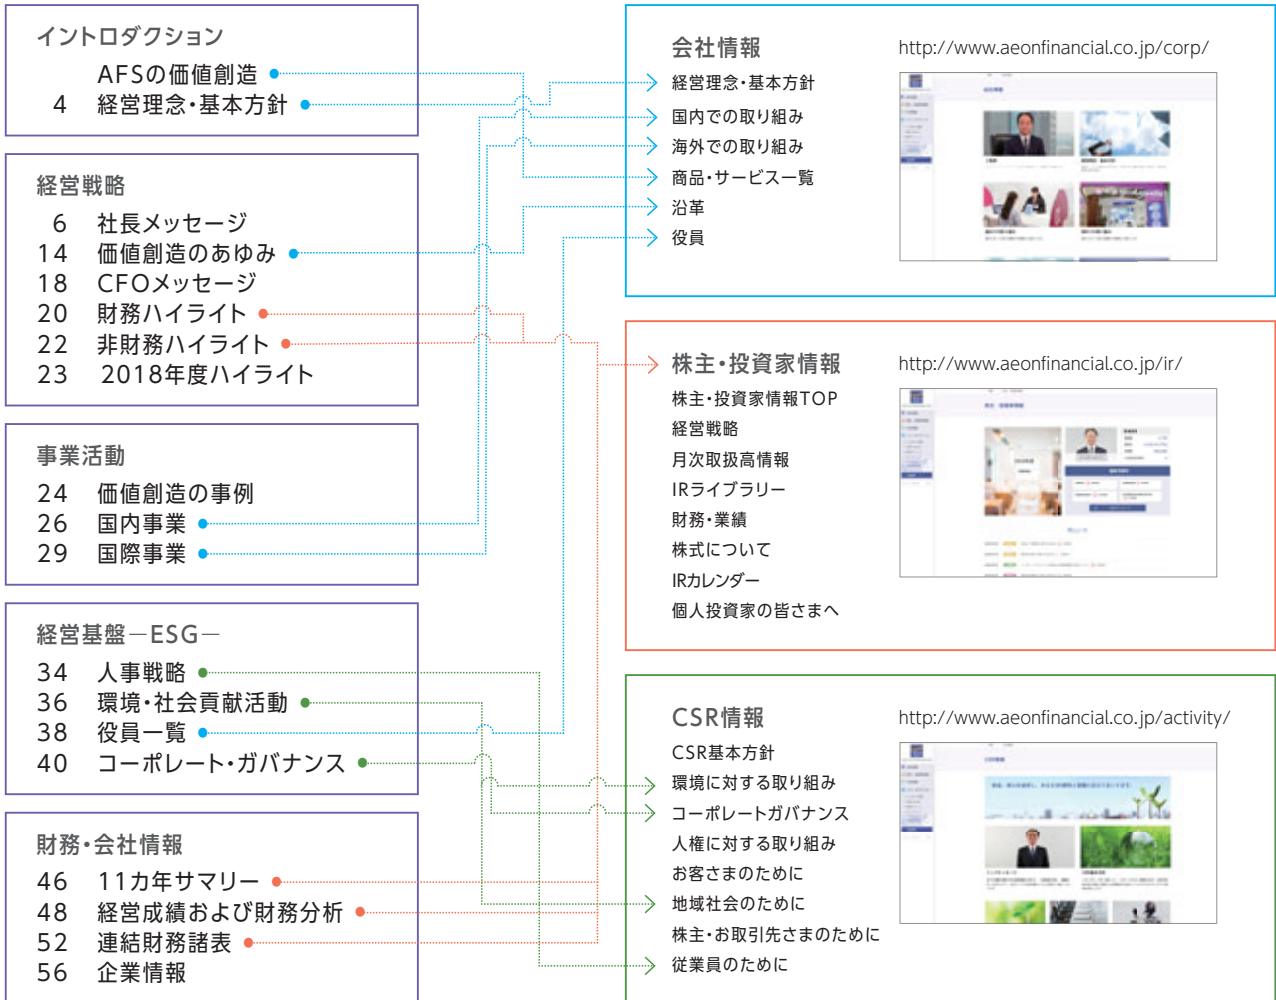 イントロダクション
AFSの価値創造
4 経営理念・基本方針
経営戦略
6 社長メッセージ
14 価値創造のあゆみ
18 CFOメッセージ
20 財務ハイライト
22 非財務ハイライト
23 2018年度ハイライト
事業活動
24 価値創造の事例
26 国内事業
29 国際事業
経営基盤－ESG－
34 人事戦略
36 環境・社会貢献活動
38 役員一覧
40 コーポレート・ガバナンス
財務・会社情報
46 11カ年サマリー
48 経営成績および財務分析
52 連結財務諸表
56 企業情報
会社情報 http://www.aeonfinancial.co.jp/corp/
経営理念・基本方針
国内での取り組み
海外での取り組み
商品・サービス一覧
沿革
役員
株主・投資家情報 http://www.aeonfinancial.co.jp/ir/
株主・投資家情報TOP
経営戦略
月次取扱高情報
IRライブラリー
財務・業績
株式について
IRカレンダー
個人投資家の皆さまへ
CSR情報 http://www.aeonfinancial.co.jp/activity/
CSR基本方針
環境に対する取り組み
コーポレートガバナンス
人権に対する取り組み
お客さまのために
地域社会のために
株主・お取引先さまのために
従業員のために